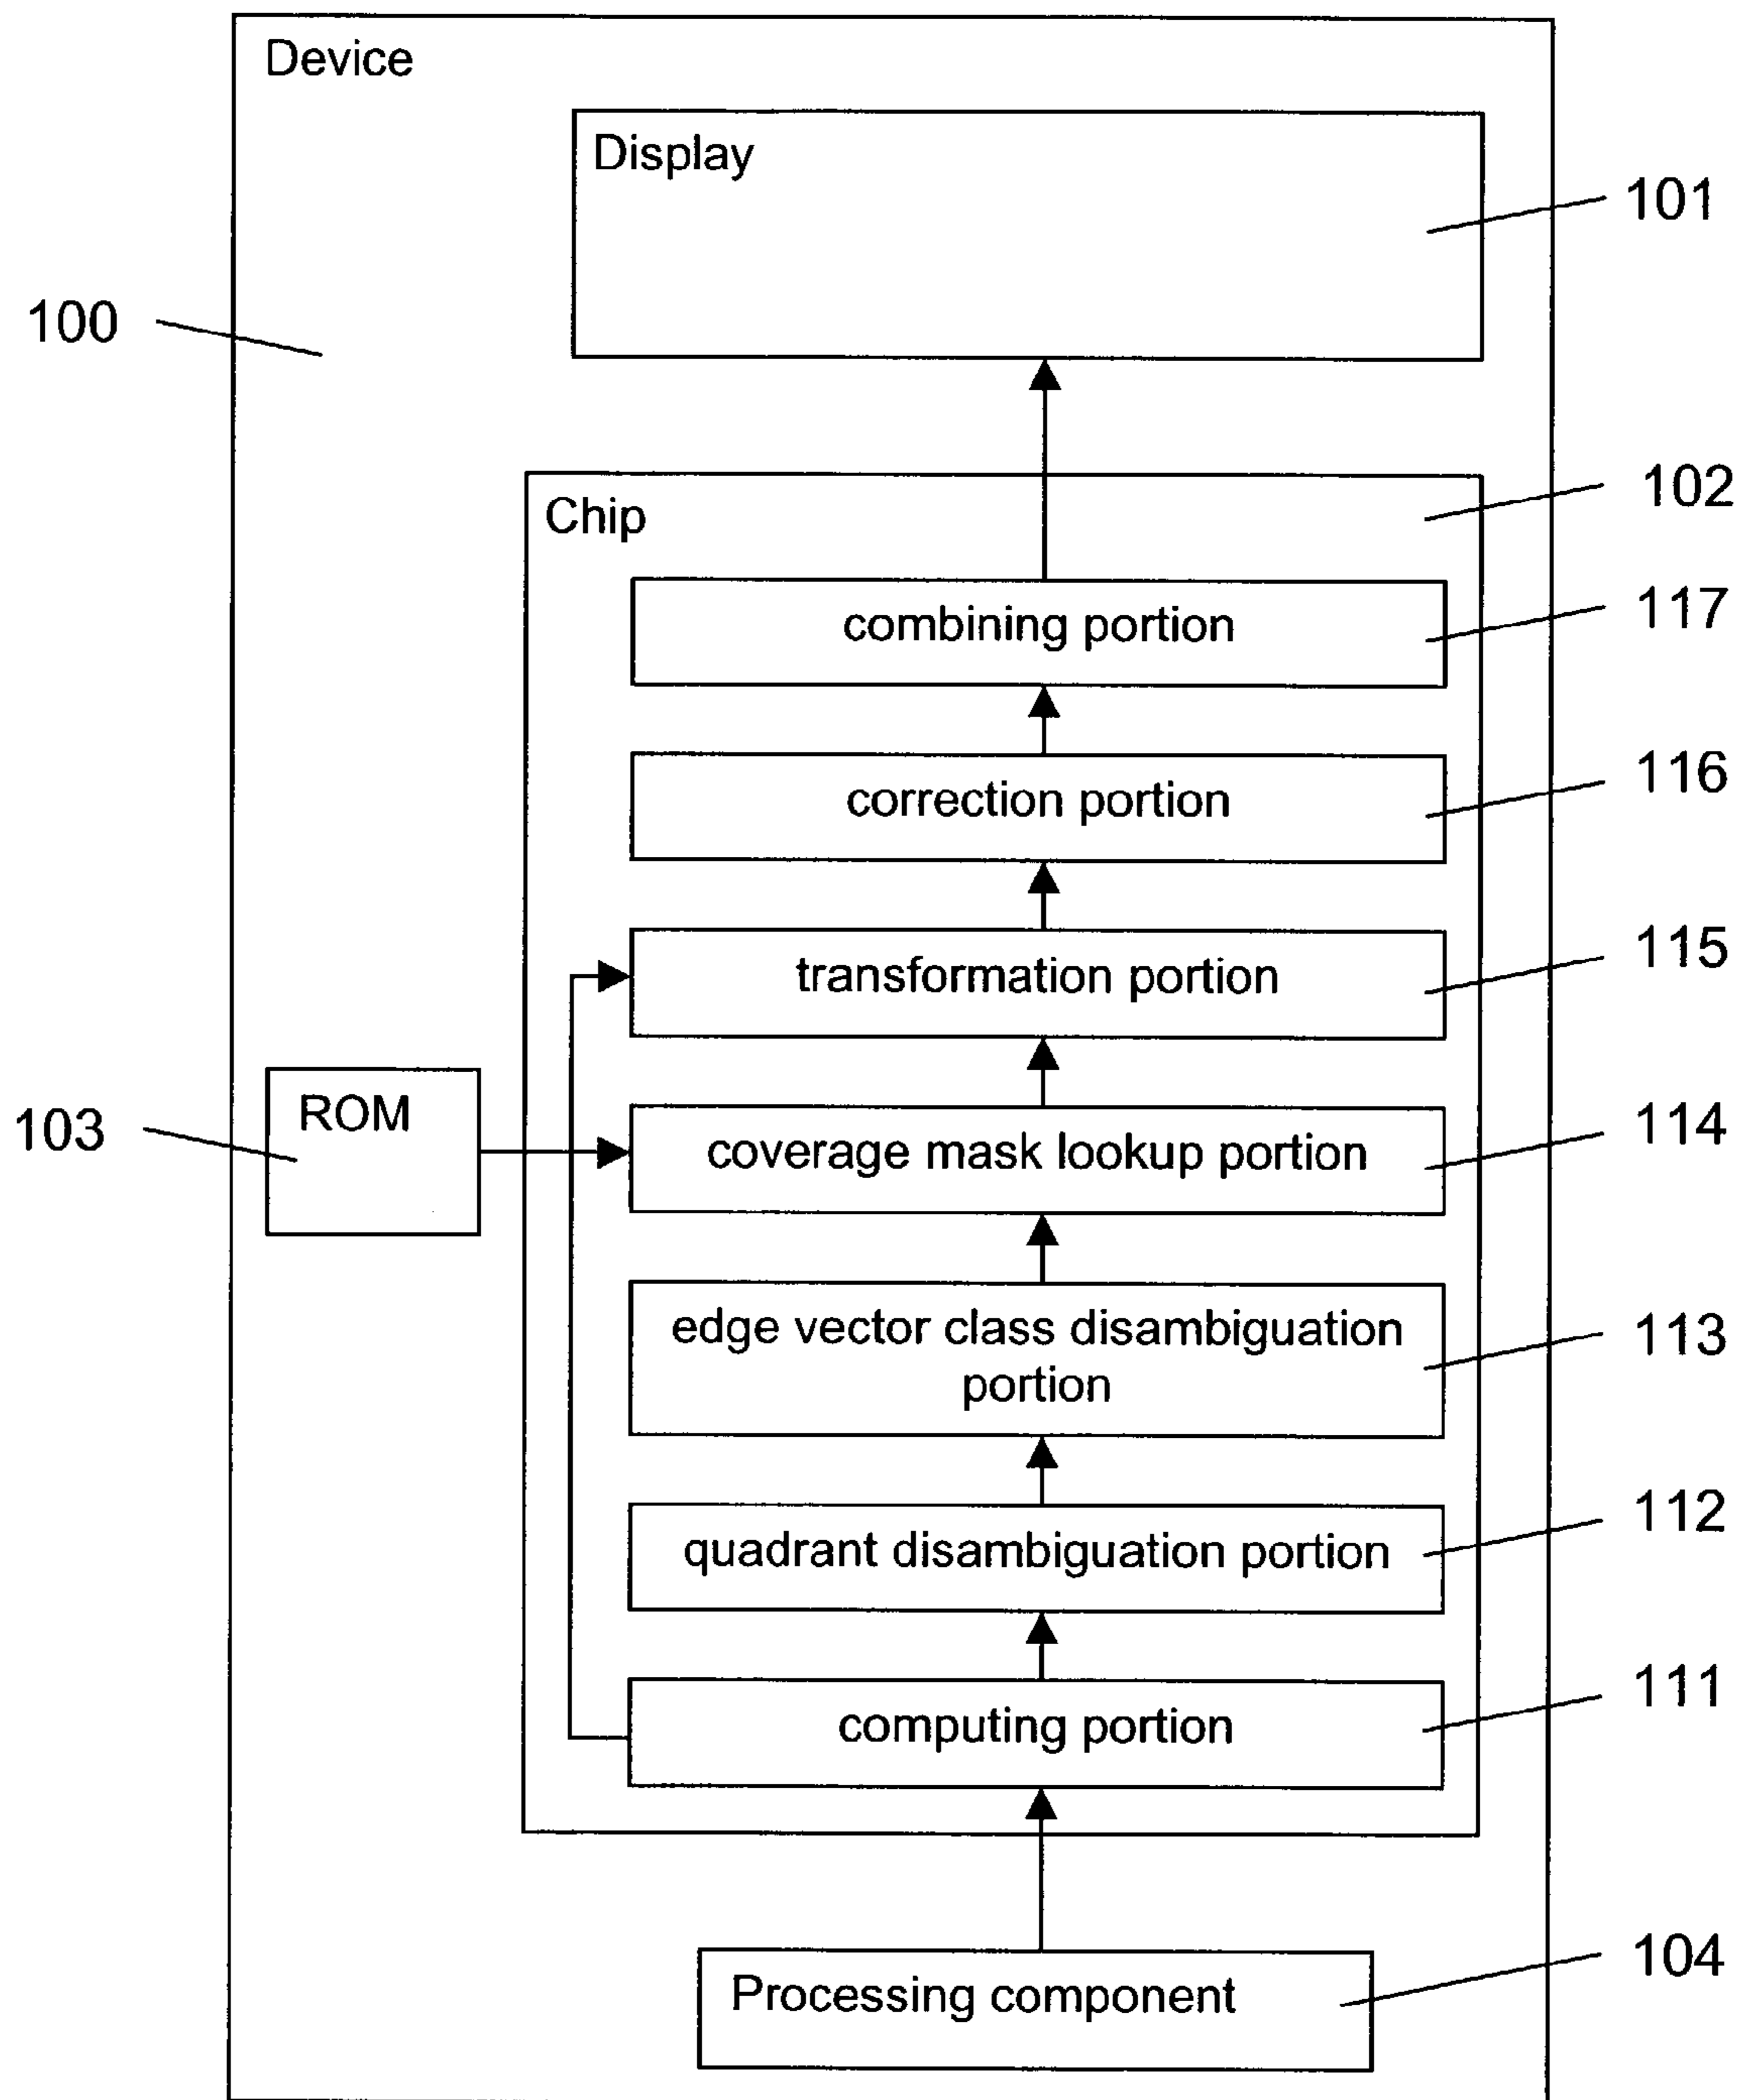 Device
Display
101
100
102
Chip
combining portion
117
correction portion
116
transformation portion
115
ROM
103
coverage mask lookup portion
114
edge vector class disambiguation
portion
113
quadrant disambiguation portion
112
computing portion
111
Processing component
104